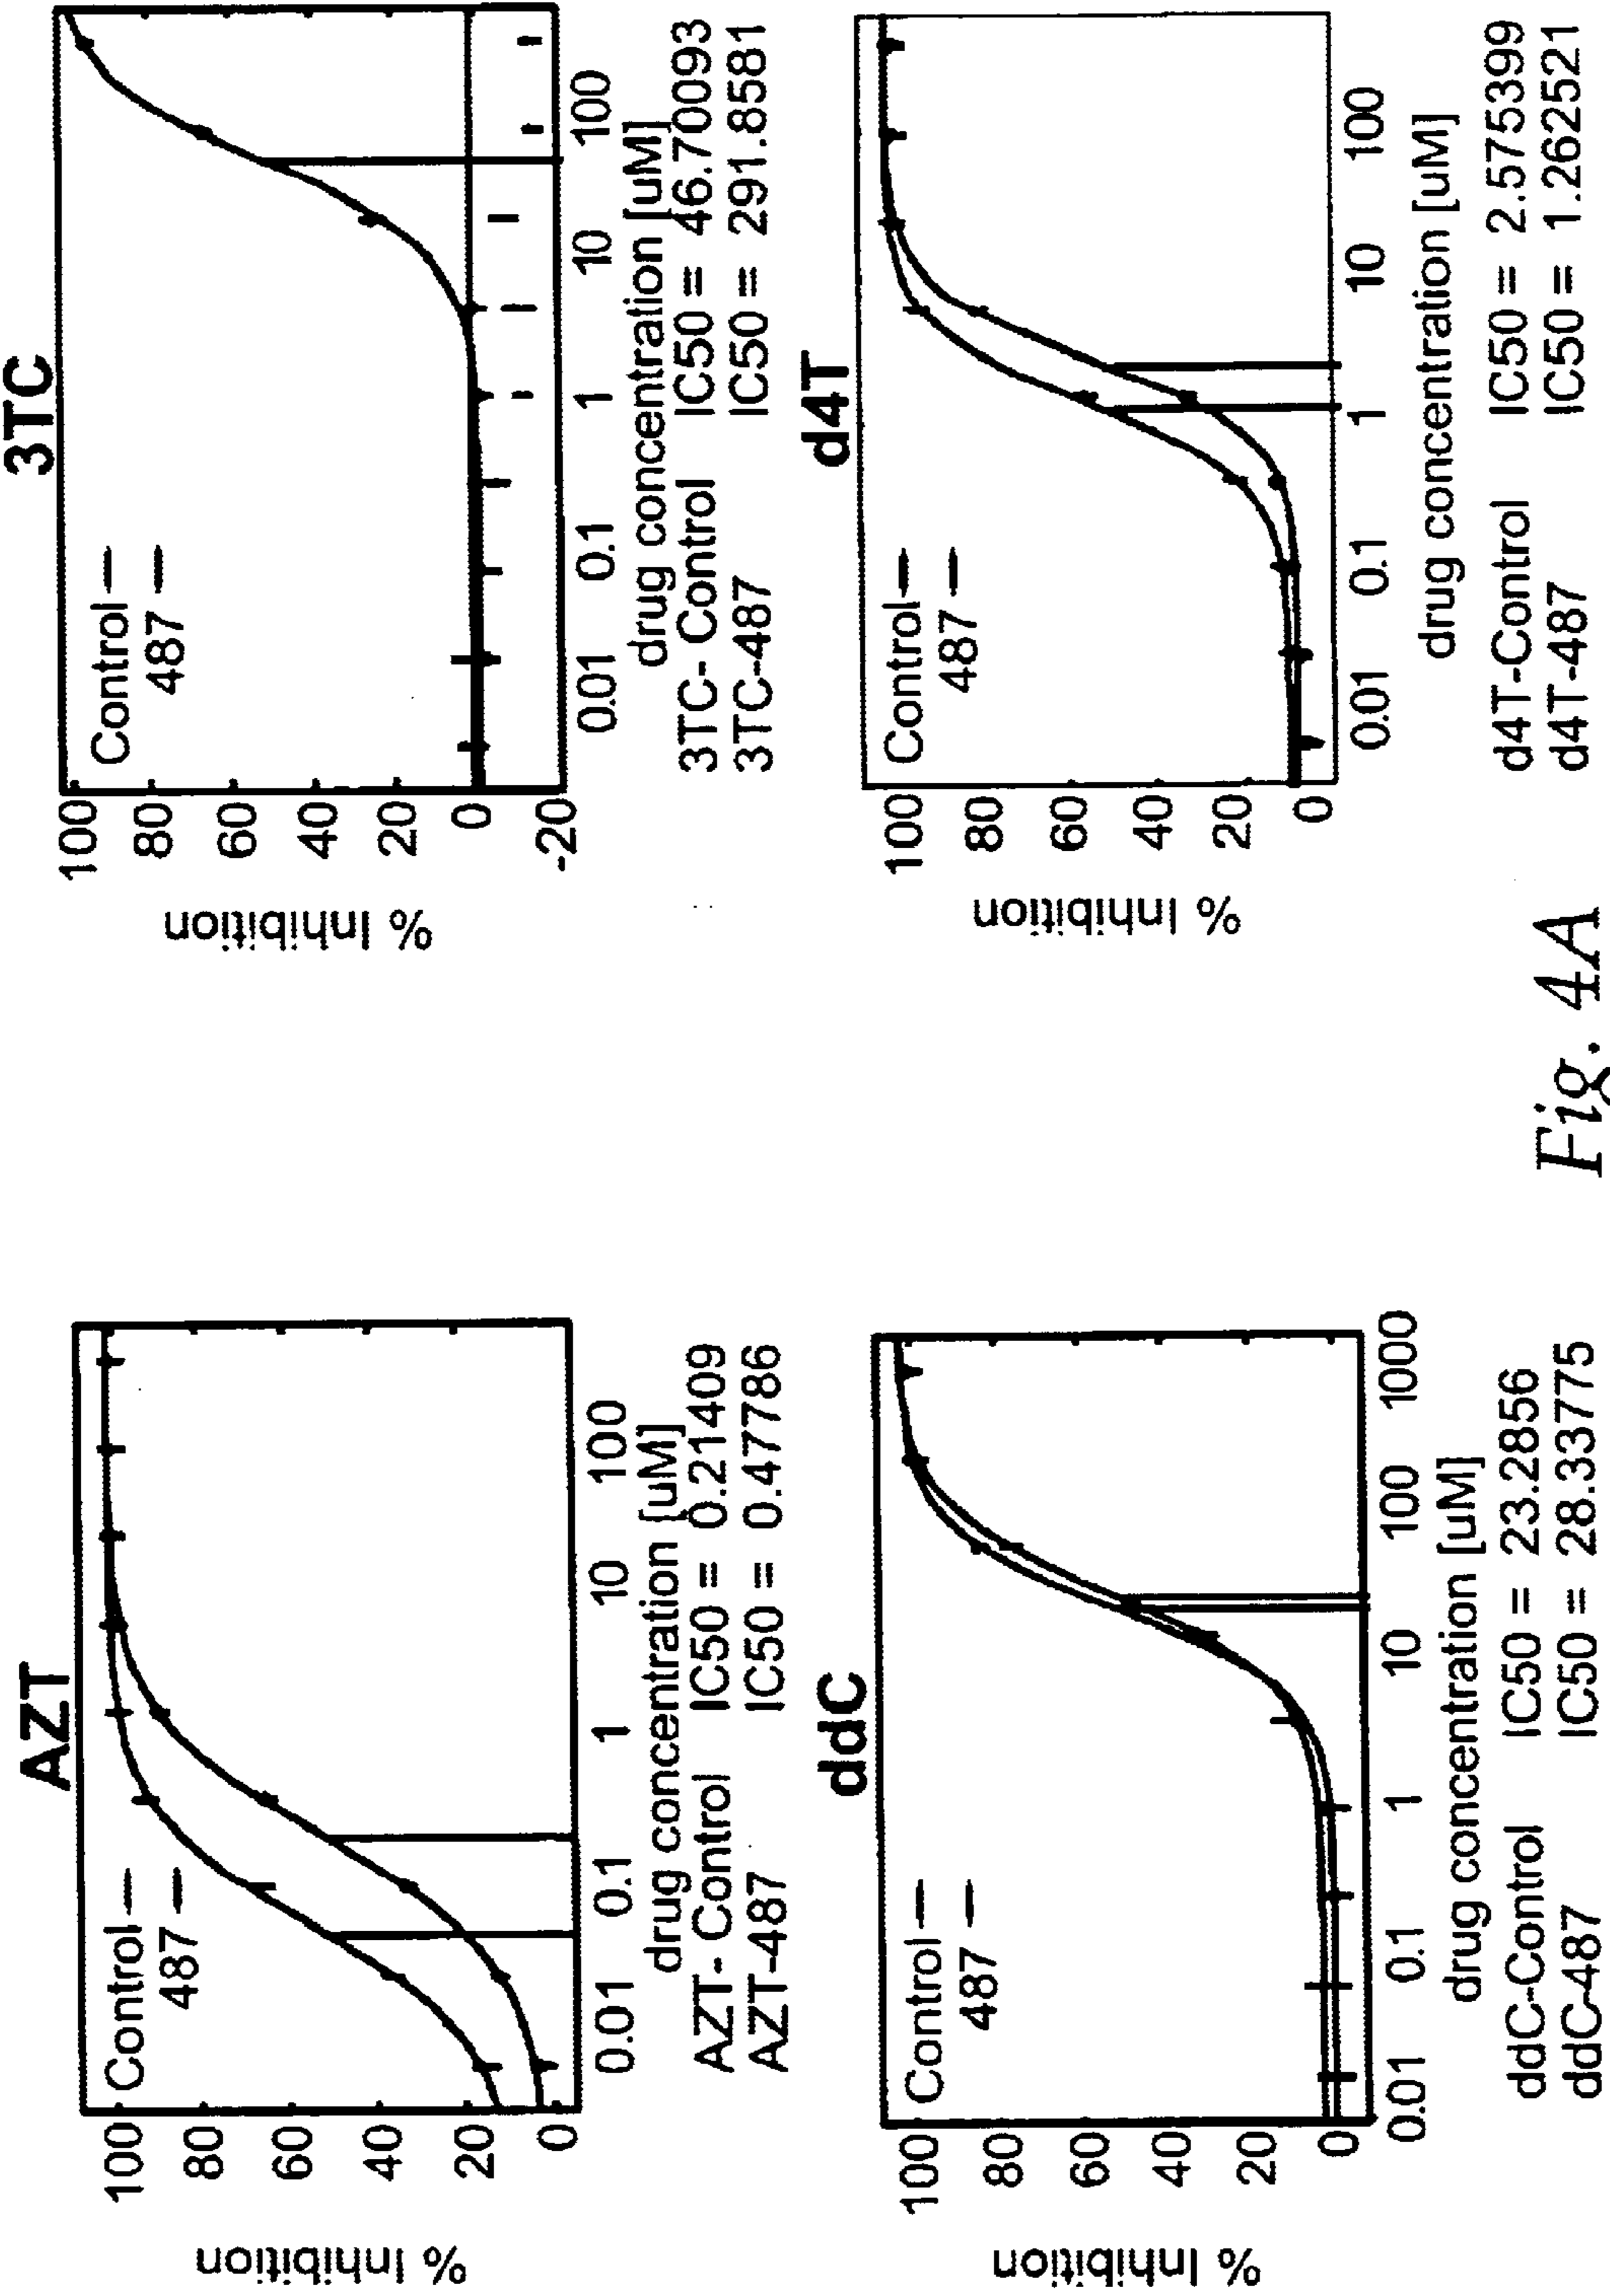 AZT
Control
487
% Inhibition
100
80
60
40
20
0
0.01
0.1
1
10
100
drug concentration [uM]
AZT- Control IC50 = 0.21409
AZT-487 IC50 = 0.47786
3TC
Control
487
% Inhibition
100
80
60
40
20
0
-20
0.01
0.1
1
10
100
drug concentration [uM]
3TC- Control IC50 = 46.70093
3TC-487 IC50 = 291.8581
ddC
Control
487
% Inhibition
100
80
60
40
20
0
0.01
0.1
1
10
100
1000
drug concentration [uM]
ddC-Control IC50 = 23.2856
ddC-487 IC50 = 28.33775
d4T
Control
487
% Inhibition
100
80
60
40
20
0
0.01
0.1
1
10
100
drug concentration [uM]
d4T-Control IC50 = 2.575399
d4T-487 IC50 = 1.262521
Fig. 4A